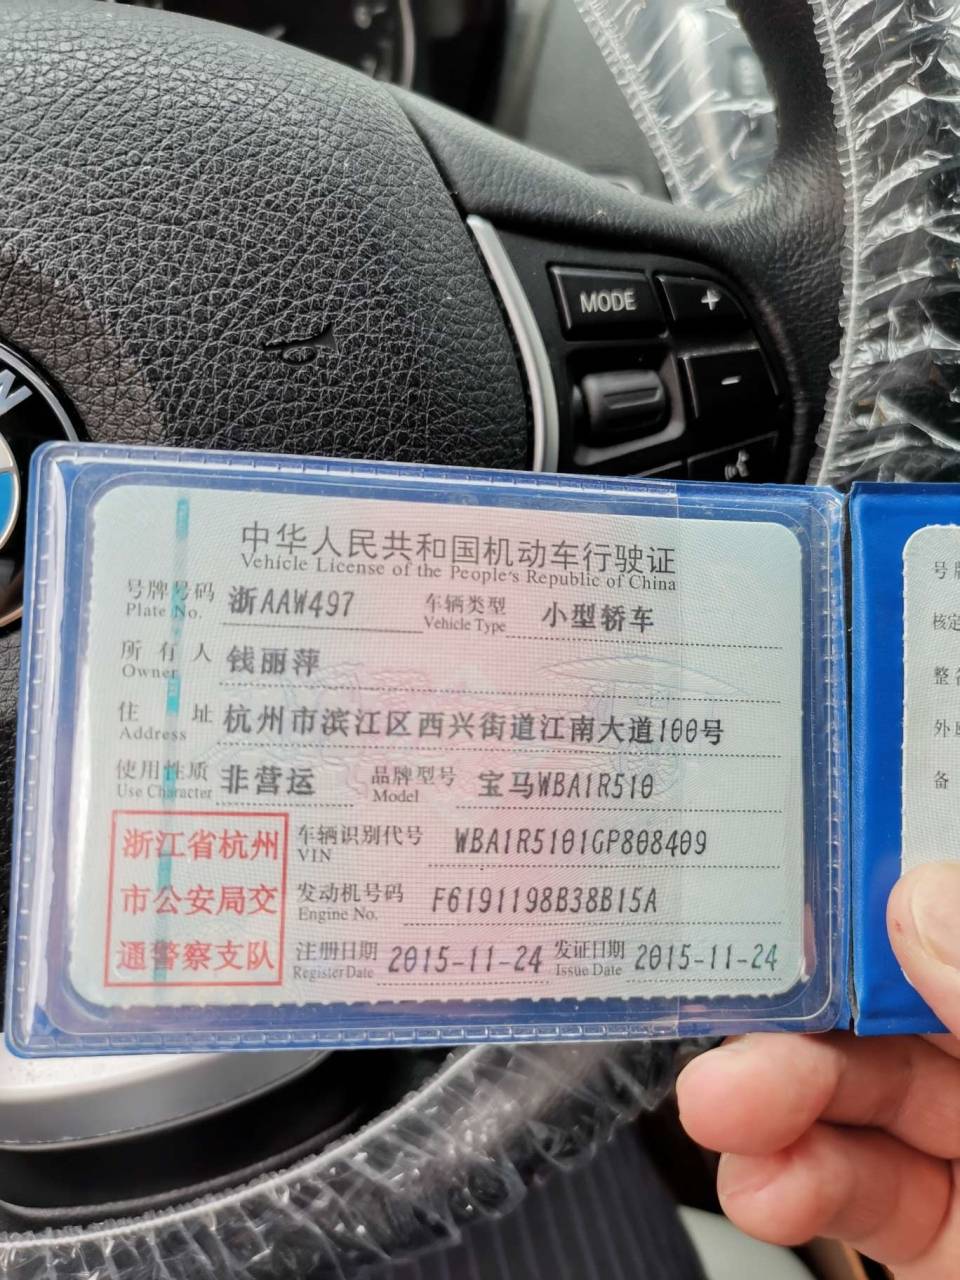 MODE
+
-
W
中华人民共和国机动车行驶证
Vehicle License of the People's Republic of China
号牌号码 浙AAW497 车辆类型 小型轿车
Plate No. Vehicle Type
所有人 钱丽萍
Owner
住址 杭州市滨江区西兴街道江南大道100号
Address
使用性质 非营运 品牌型号 宝马WBA1R510
Use Character Model
浙江省杭州
市公安局交
通警察支队
车辆识别代号 WBA1R5101GP808409
VIN
发动机号码 F6191198B38B15A
Engine No.
注册日期 2015-11-24 发证日期 2015-11-24
Register Date Issue Date
号牌
核定
整备
外
备